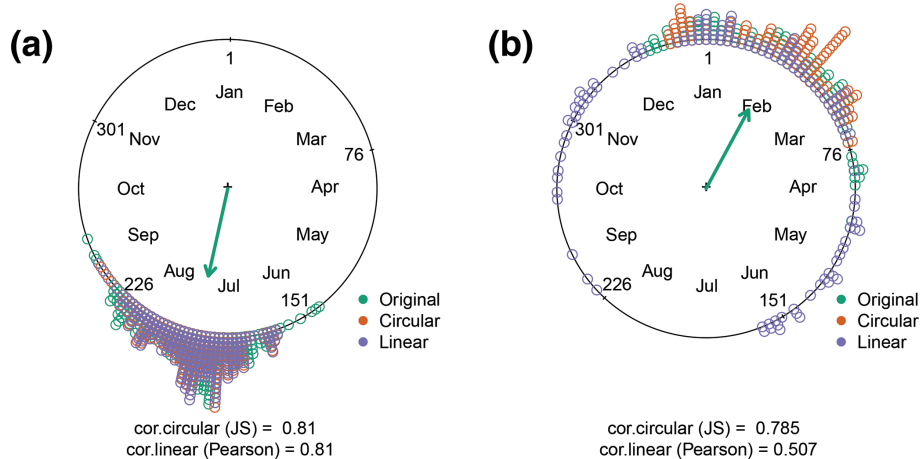 (a)
1
Jan
Feb
Mar
76
Apr
May
Jun
151
Jul
Aug
226
Sep
Oct
Nov
301
Dec
Original
Circular
Linear
cor.circular (JS) = 0.81
cor.linear (Pearson) = 0.81
(b)
1
Jan
Feb
Mar
76
Apr
May
Jun
151
Jul
Aug
226
Sep
Oct
Nov
301
Dec
Original
Circular
Linear
cor.circular (JS) = 0.785
cor.linear (Pearson) = 0.507